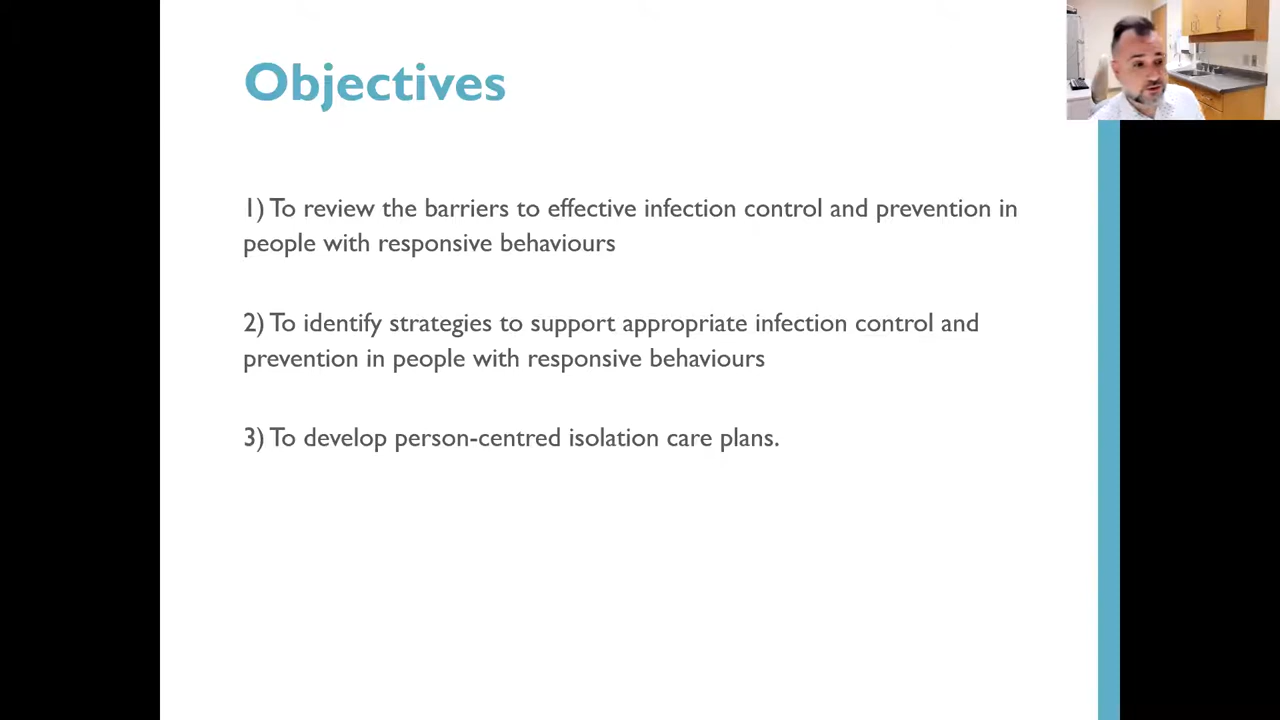 Objectives
1) To review the barriers to effective infection control and prevention in
people with responsive behaviours
2) To identify strategies to support appropriate infection control and
prevention in people with responsive behaviours
3) To develop person-centred isolation care plans.